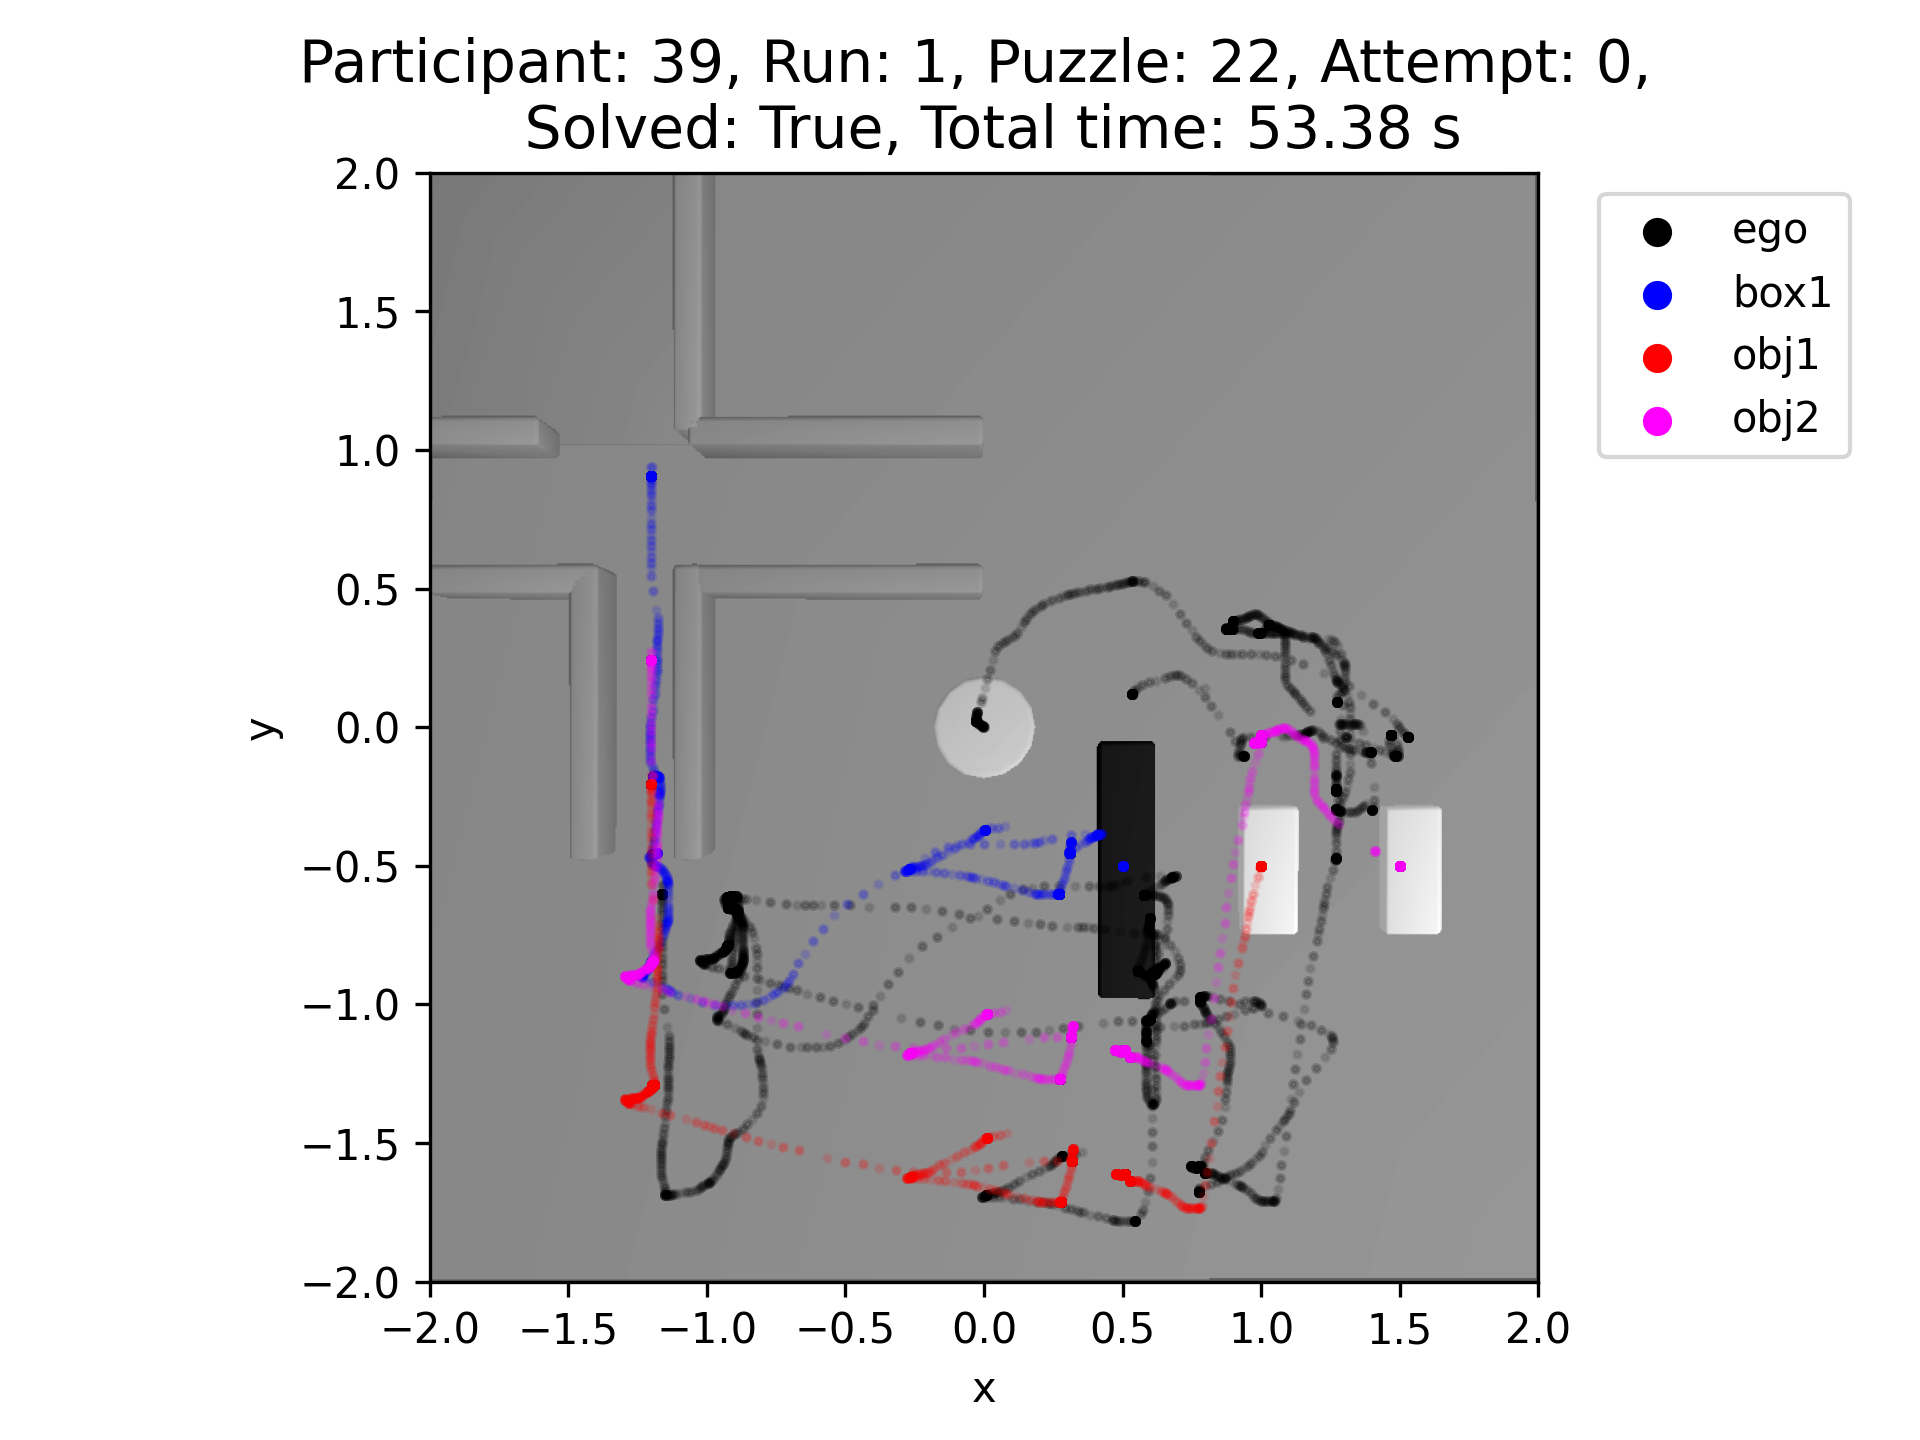 Participant: 39, Run: 1, Puzzle: 22, Attempt: 0,
Solved: True, Total time: 53.38 s
2.0
1.5
1.0
0.5
0.0
−0.5
−1.0
−1.5
−2.0
y
−2.0 −1.5 −1.0 −0.5 0.0 0.5 1.0 1.5 2.0
x
ego
box1
obj1
obj2